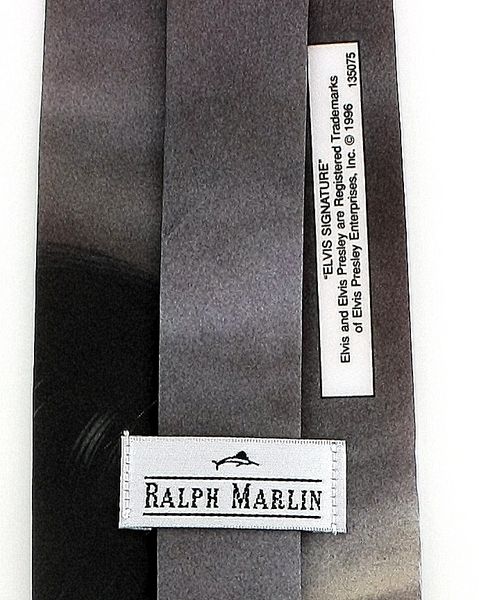 "ELVIS SIGNATURE"
Elvis and Elvis Presley are Registered Trademarks
of Elvis Presley Enterprises, Inc. © 1996 135075
RALPH MARLIN